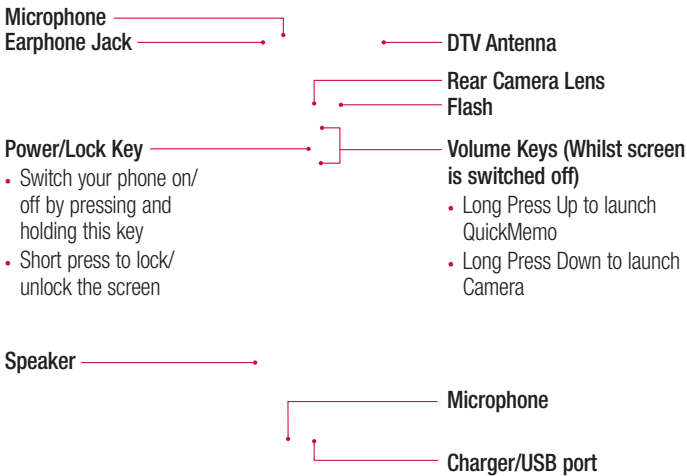 Microphone
Earphone Jack
DTV Antenna
Rear Camera Lens
Flash
Power/Lock Key
• Switch your phone on/
off by pressing and
holding this key
• Short press to lock/
unlock the screen
Volume Keys (Whilst screen
is switched off)
• Long Press Up to launch
QuickMemo
• Long Press Down to launch
Camera
Speaker
Microphone
Charger/USB port